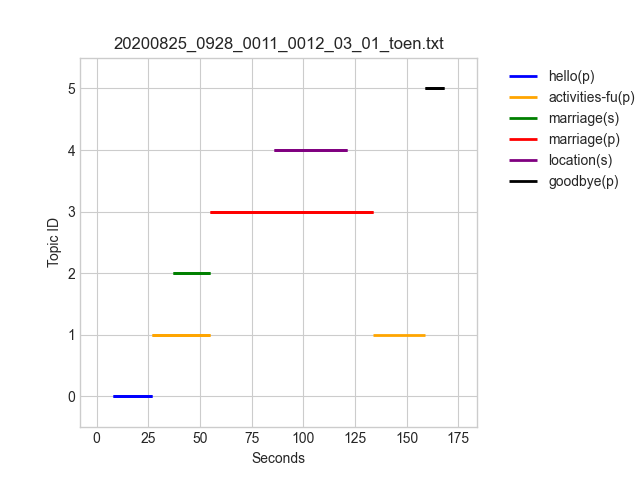 20200825_0928_0011_0012_03_01_toen.txt
hello(p)
activities-fu(p)
marriage(s)
marriage(p)
location(s)
goodbye(p)
Topic ID
5
4
3
2
1
0
0 25 50 75 100 125 150 175
Seconds